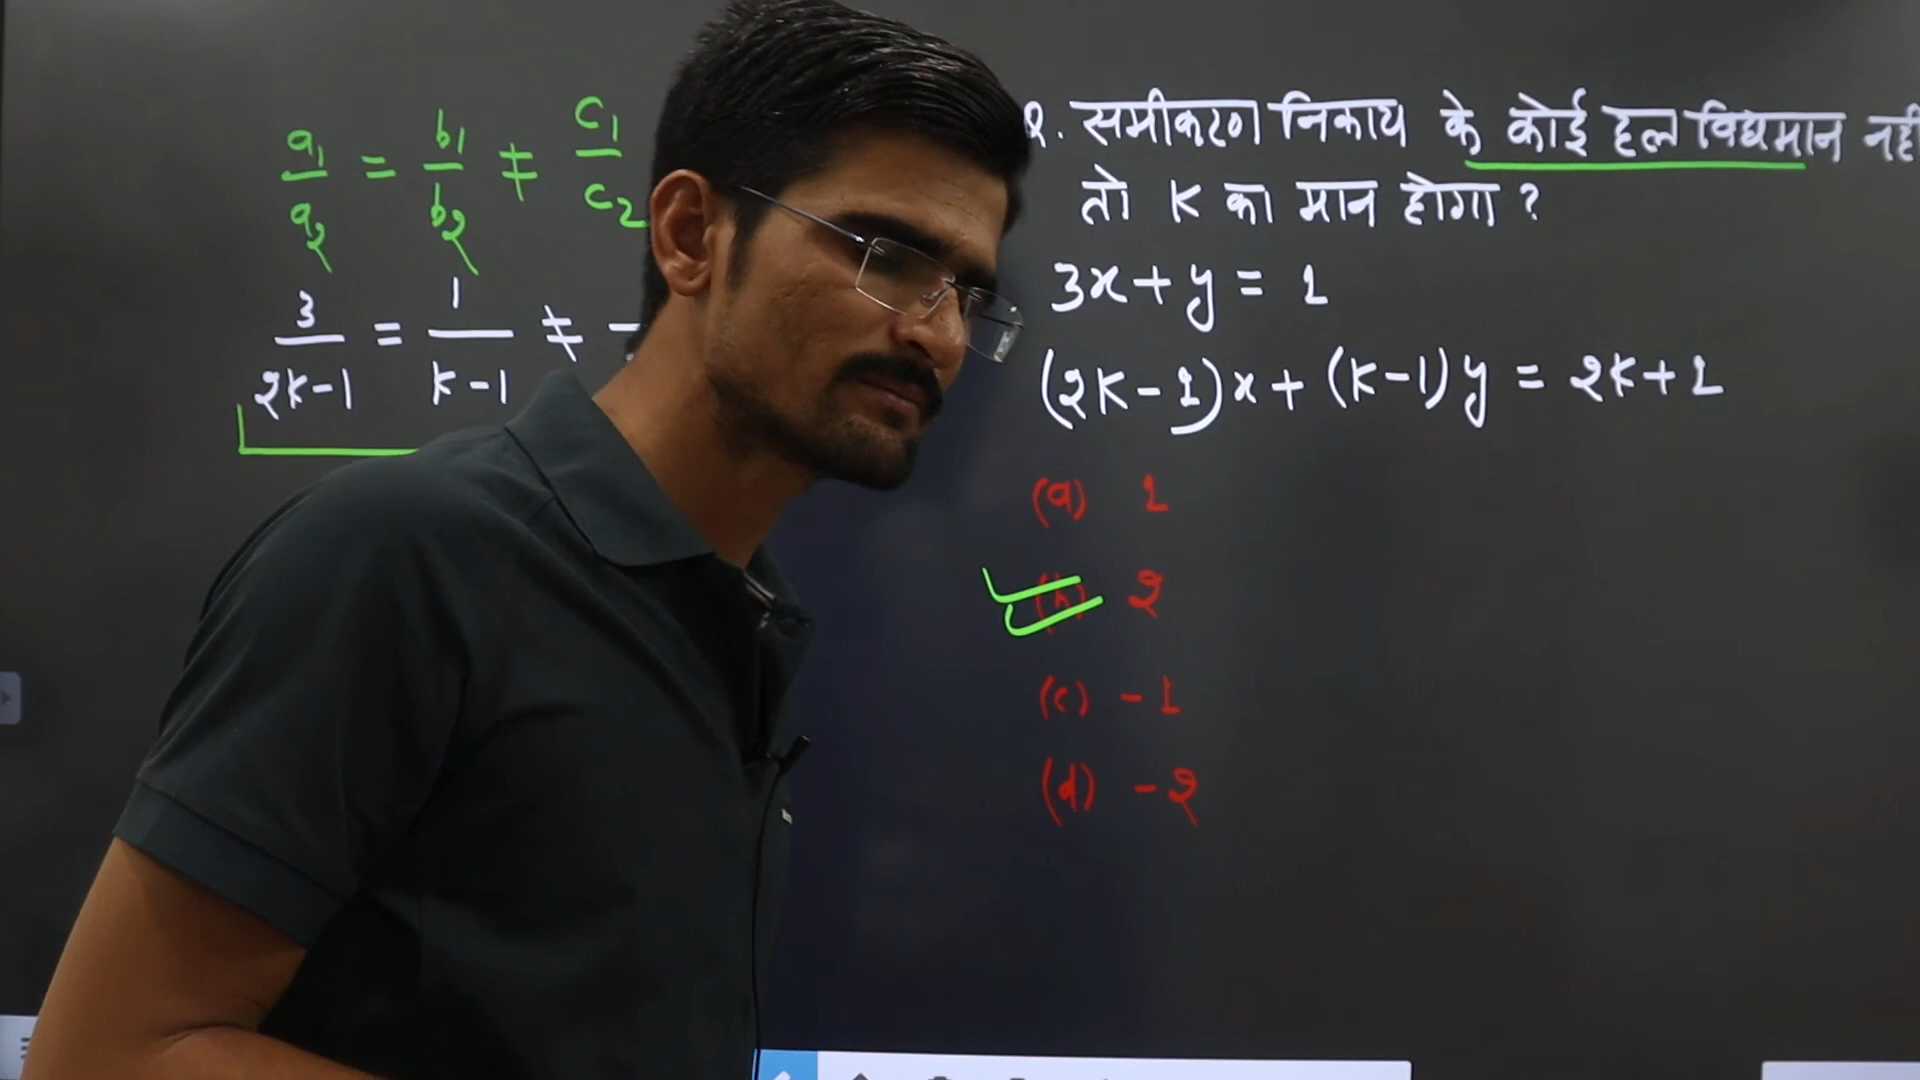 a₁/a₂ = b₁/b₂ ≠ c₁/c₂
3/2K-1 = 1/K-1 ≠
2. समीकरण निकाय के कोई हल विद्यमान नही
तो K का मान होगा ?
3x + y = 1
(2K-1)x + (K-1)y = 2K+1
(a) 1
(b) 2
(c) -1
(d) -2